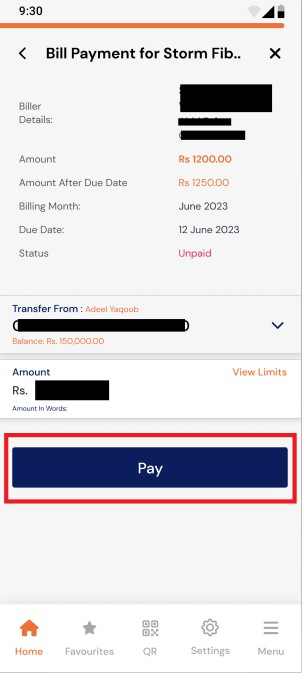 9:30
Bill Payment for Storm Fib..
Biller
Details:
Amount Rs 1200.00
Amount After Due Date Rs 1250.00
Billing Month: June 2023
Due Date: 12 June 2023
Status Unpaid
Transfer From : Adeel Yaqoob
Balance: Rs. 150,000.00
Amount View Limits
Rs.
Amount In Words:
Pay
Home Favourites QR Settings Menu